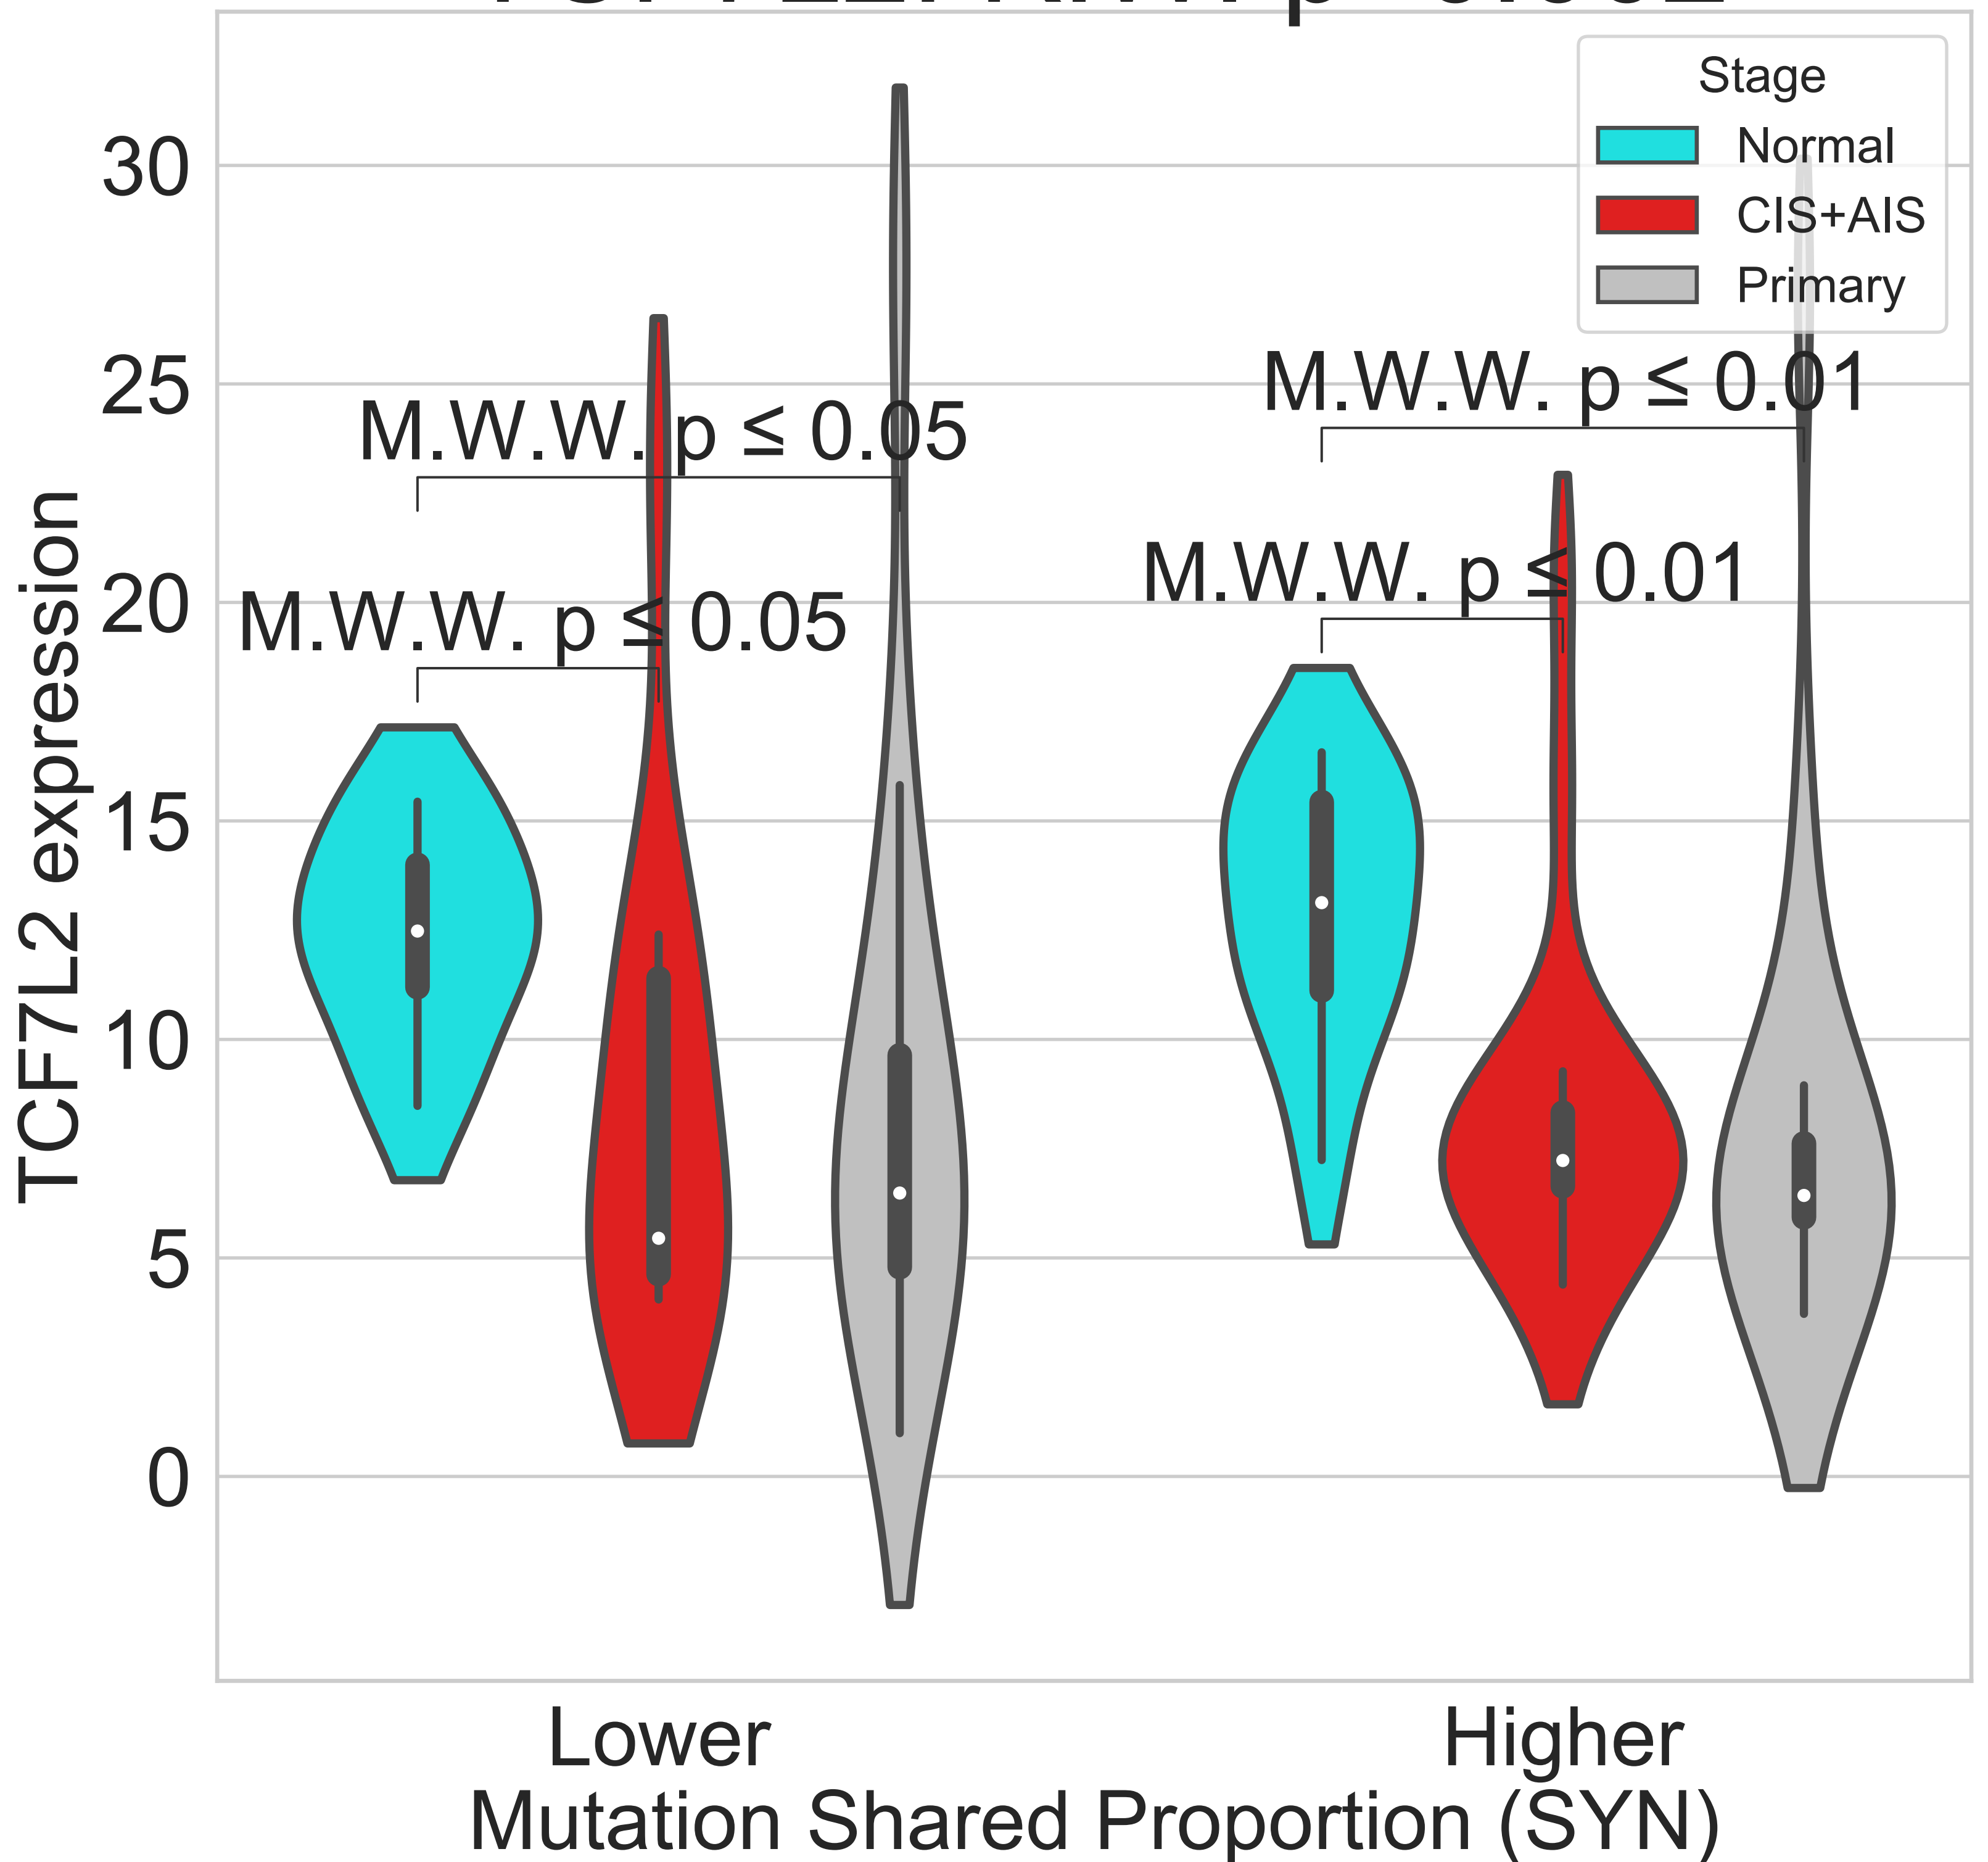 Stage
Normal
CIS+AIS
Primary
30
25
20
15
10
5
0
TCF7L2 expression
M.W.W. p ≤ 0.05
M.W.W. p ≤ 0.05
M.W.W. p ≤ 0.01
M.W.W. p ≤ 0.01
Lower
Higher
Mutation Shared Proportion (SYN)